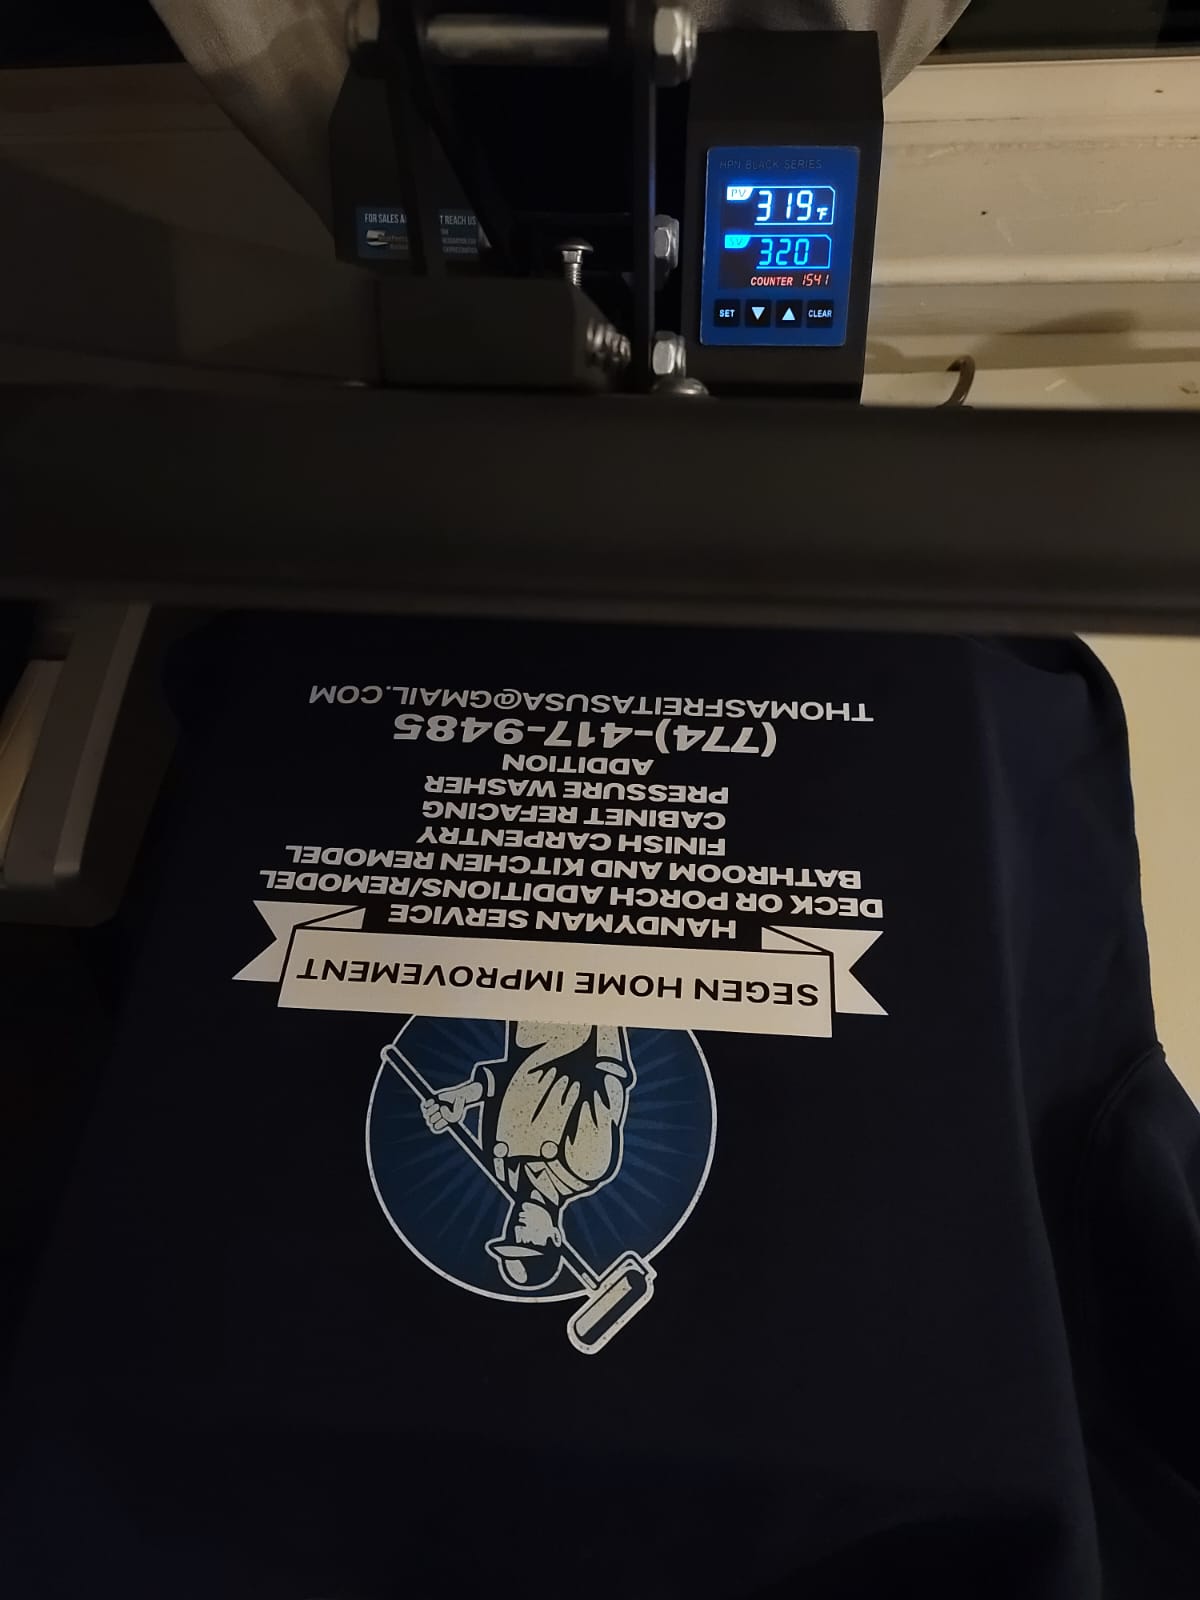 HPN BLACK SERIES
PV 319°F
SV 320
COUNTER 1541
SET ▼ ▲ CLEAR
FOR SALES REACH US
SEGEN HOME IMPROVEMENT
HANDYMAN SERVICE
DECK OR PORCH ADDITIONS/REMODEL
BATHROOM AND KITCHEN REMODEL
FINISH CARPENTRY
CABINET REFACING
PRESSURE WASHER
ADDITION
(774)-417-9485
THOMASFREITASUSA@GMAIL.COM